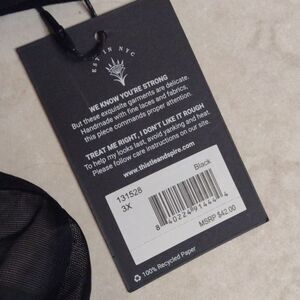 EST IN NYC
WE KNOW YOU'RE STRONG
But these exquisite garments are delicate.
Handmade with fine laces and fabrics,
this piece commands proper attention.
TREAT ME RIGHT, I DON'T LIKE IT ROUGH
To help my looks last, avoid yanking and heat.
Please follow care instructions on our site.
www.thistleandspire.com
131528
Black
3X
MSRP $42.00
100% Recycled Paper